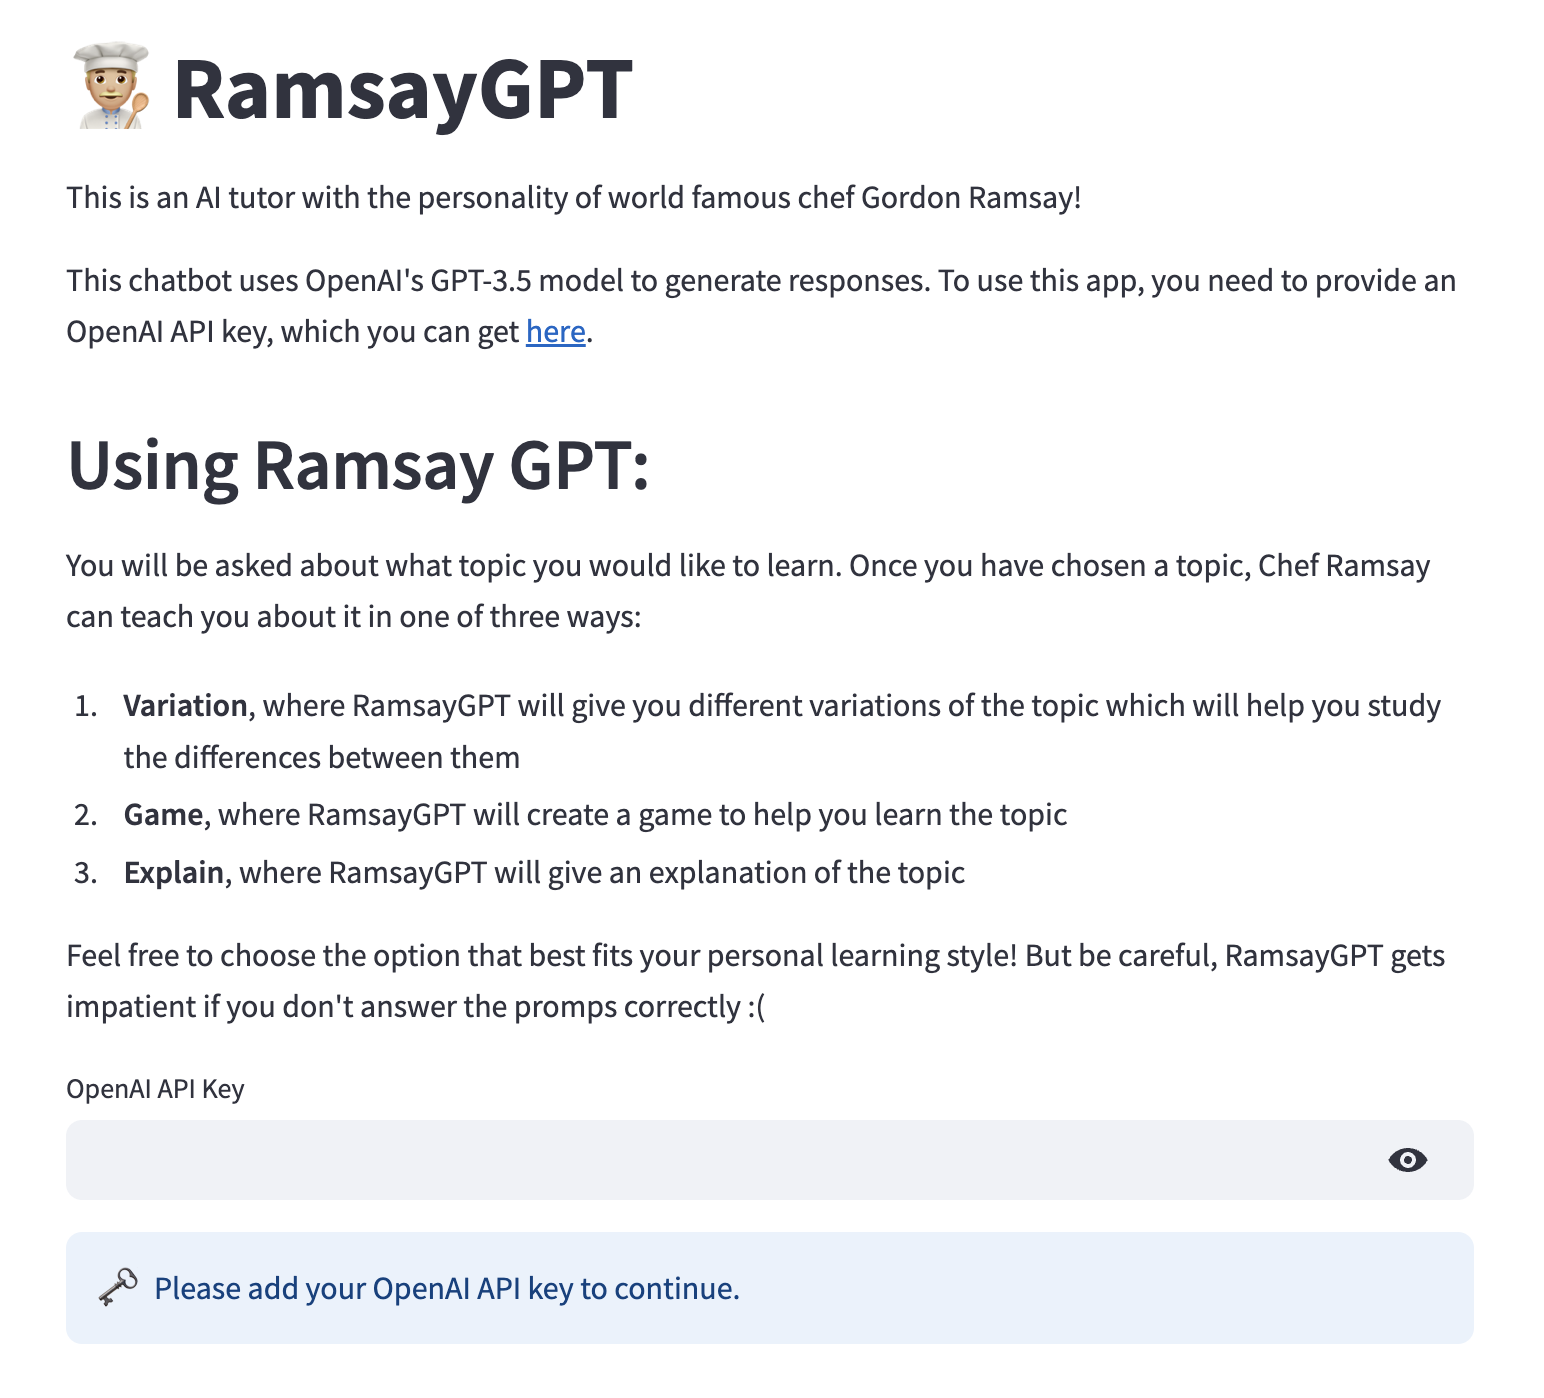 RamsayGPT
This is an AI tutor with the personality of world famous chef Gordon Ramsay!
This chatbot uses OpenAI's GPT-3.5 model to generate responses. To use this app, you need to provide an
OpenAI API key, which you can get here.
Using Ramsay GPT:
You will be asked about what topic you would like to learn. Once you have chosen a topic, Chef Ramsay
can teach you about it in one of three ways:
1. Variation, where RamsayGPT will give you different variations of the topic which will help you study
the differences between them
2. Game, where RamsayGPT will create a game to help you learn the topic
3. Explain, where RamsayGPT will give an explanation of the topic
Feel free to choose the option that best fits your personal learning style! But be careful, RamsayGPT gets
impatient if you don't answer the promps correctly :(
OpenAI API Key
Please add your OpenAI API key to continue.